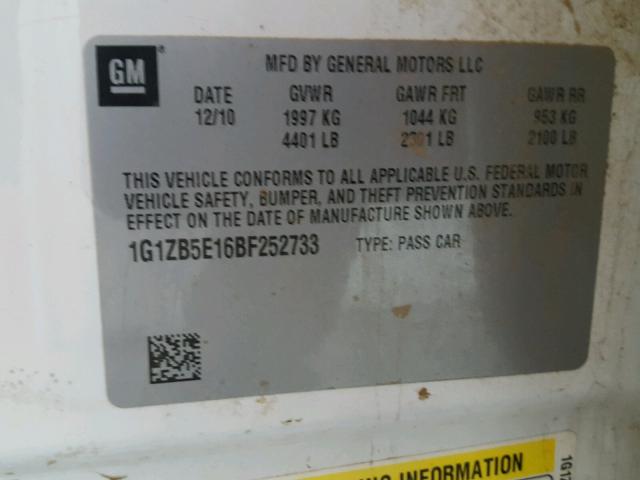 GM
MFD BY GENERAL MOTORS LLC
DATE GVWR GAWR FRT GAWR RR
12/10 1997 KG 1044 KG 953 KG
4401 LB 2301 LB 2100 LB
THIS VEHICLE CONFORMS TO ALL APPLICABLE U.S. FEDERAL MOTOR
VEHICLE SAFETY, BUMPER, AND THEFT PREVENTION STANDARDS IN
EFFECT ON THE DATE OF MANUFACTURE SHOWN ABOVE.
1G1ZB5E16BF252733 TYPE: PASS CAR
INFORMATION